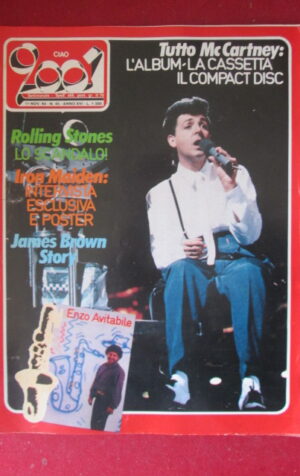 CIAO
2001
Tutto McCartney:
L'ALBUM•LA CASSETTA
IL COMPACT DISC
Rolling Stones
LO SCANDALO!
Iron Maiden:
INTERVISTA
ESCLUSIVA
E POSTER
James Brown
Story
Enzo Avitabile